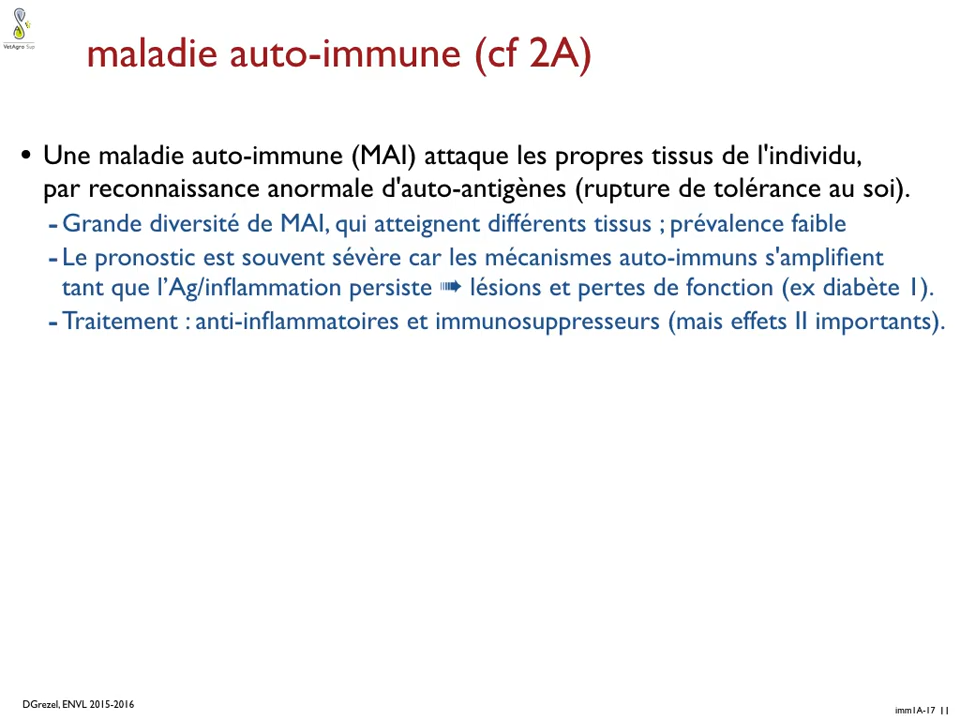 VetAgro Sup
maladie auto-immune (cf 2A)
• Une maladie auto-immune (MAI) attaque les propres tissus de l'individu,
par reconnaissance anormale d'auto-antigènes (rupture de tolérance au soi).
- Grande diversité de MAI, qui atteignent différents tissus ; prévalence faible
- Le pronostic est souvent sévère car les mécanismes auto-immuns s'amplifient
tant que l’Ag/inflammation persiste ➠ lésions et pertes de fonction (ex diabète 1).
- Traitement : anti-inflammatoires et immunosuppresseurs (mais effets II importants).
DGrezel, ENVL 2015-2016
imm1A-17 11